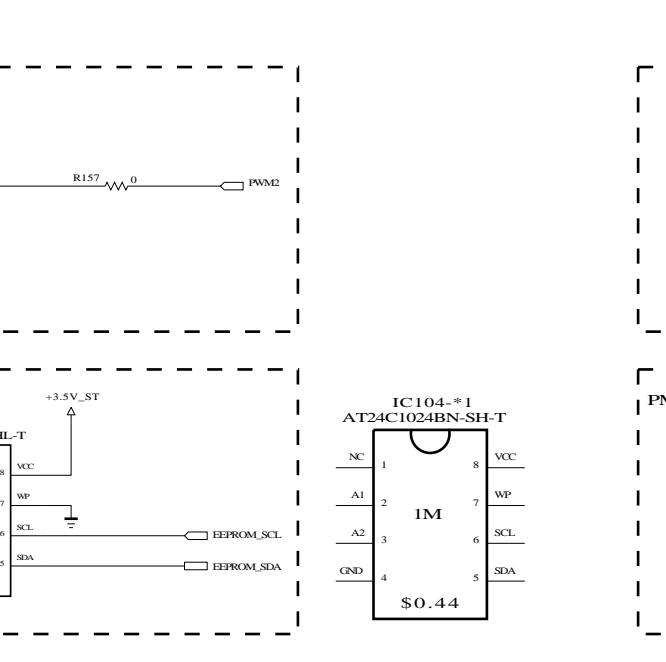 R157
0
PWM2
+3.5V_ST
IL-T
8
VCC
7
WP
6
SCL
EEPROM_SCL
5
SDA
EEPROM_SDA
IC104-*1
AT24C1024BN-SH-T
NC
1
8
VCC
A1
2
7
WP
1M
A2
3
6
SCL
GND
4
5
SDA
$0.44